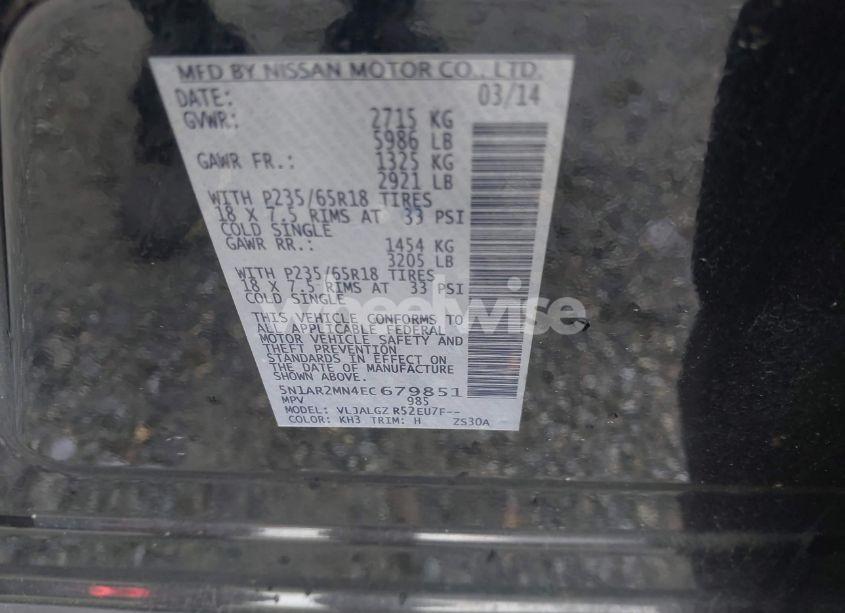 MFD BY NISSAN MOTOR CO., LTD.
DATE: 03/14
GVWR: 2715 KG
5986 LB
GAWR FR.: 1325 KG
2921 LB
WITH P235/65R18 TIRES
18 X 7.5 RIMS AT 33 PSI
COLD SINGLE
GAWR RR.: 1454 KG
3205 LB
WITH P235/65R18 TIRES
18 X 7.5 RIMS AT 33 PSI
COLD SINGLE
THIS VEHICLE CONFORMS TO
ALL APPLICABLE FEDERAL
MOTOR VEHICLE SAFETY AND
THEFT PREVENTION
STANDARDS IN EFFECT ON
THE DATE OF MANUFACTURE
SHOWN ABOVE
5N1AR2MN4EC679851
MPV 985
MODEL: VLJALGZ R52EU7F--
COLOR: KH3 TRIM: H ZS30A
wheelwise